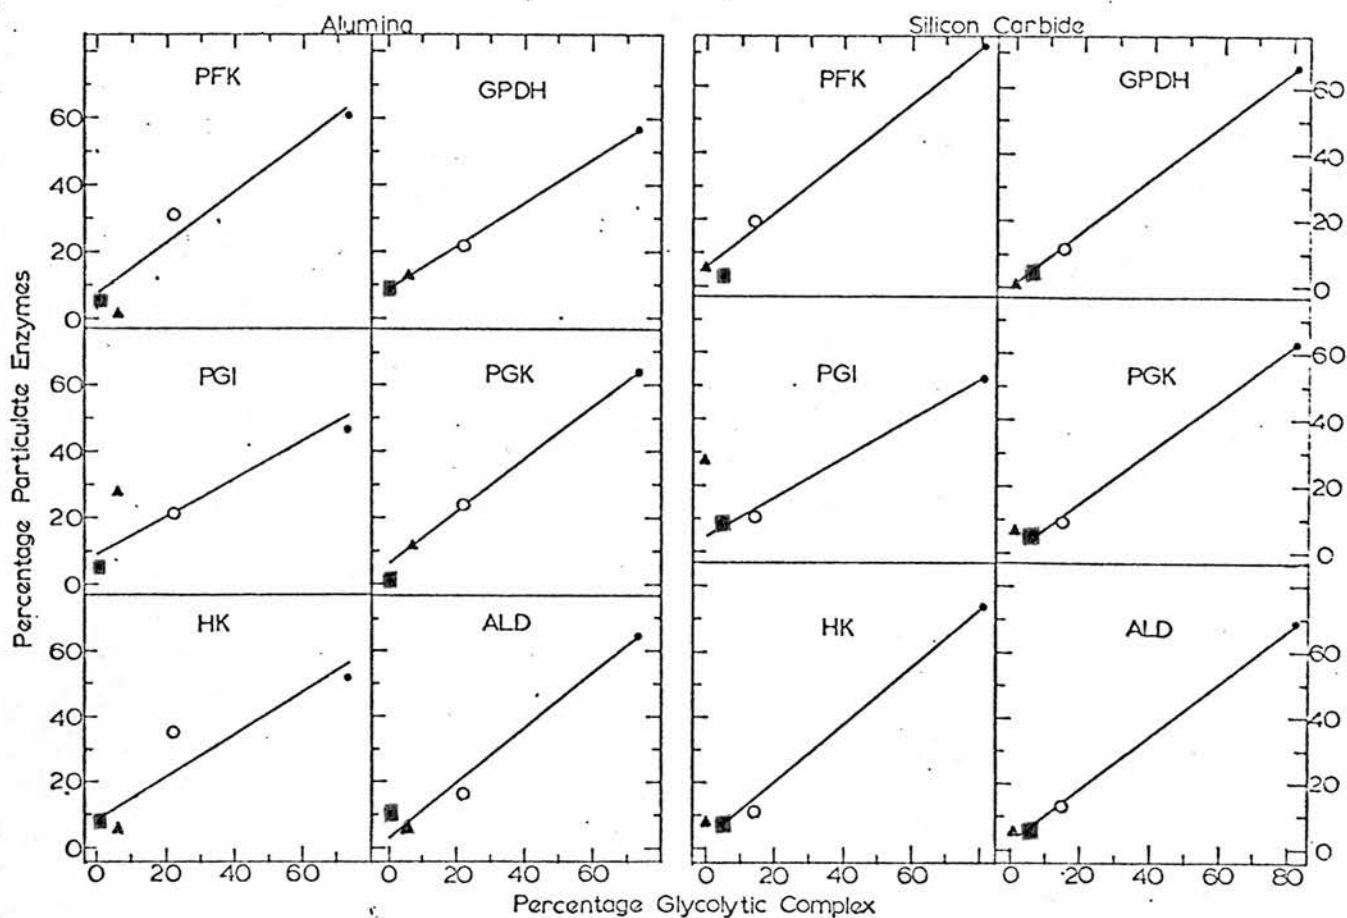 Alumina Silicon Carbide
PFK GPDH PFK GPDH
60 60
40 40
20 20
0 0
PGI PGK PGI PGK
60 60
40 40
20 20
0 0
HK ALD HK ALD
60 60
40 40
20 20
0 0
0 20 40 60 0 20 40 60 0 20 40 60 0 20 40 60 80
Percentage Particulate Enzymes
Percentage Glycolytic Complex